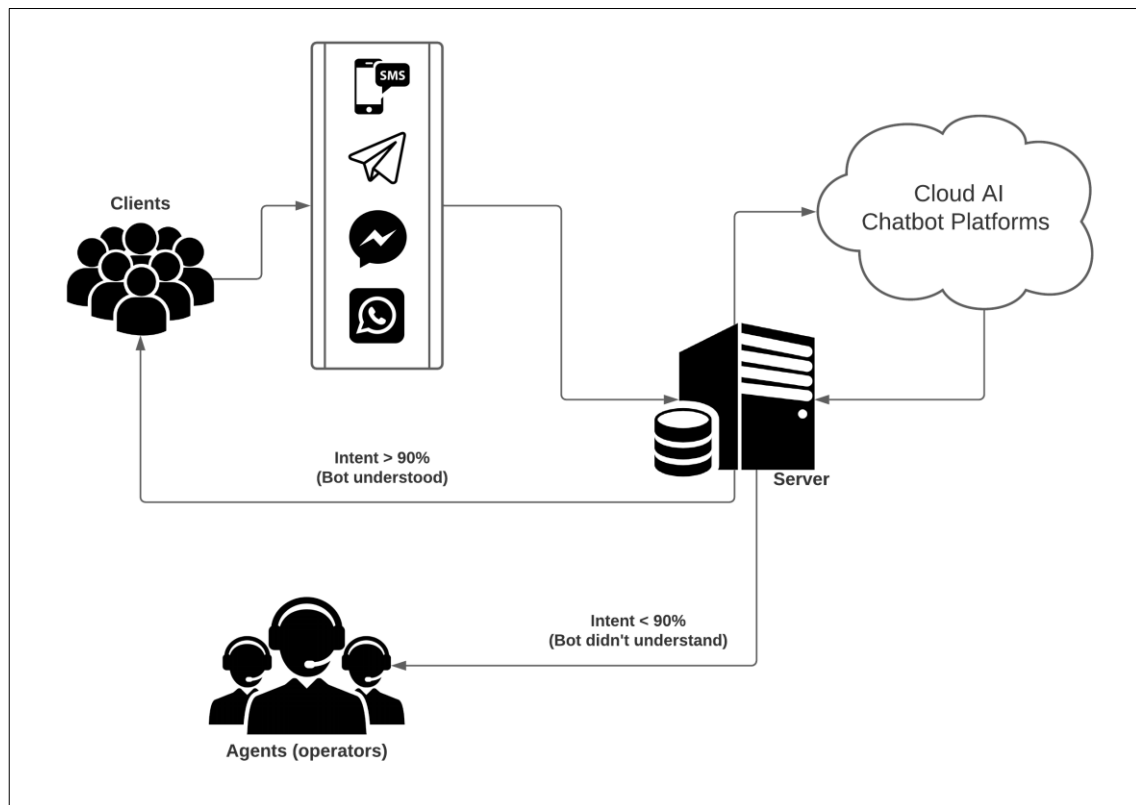 SMS
Clients
Cloud AI
Chatbot Platforms
Intent > 90%
(Bot understood)
Server
Intent < 90%
(Bot didn't understand)
Agents (operators)